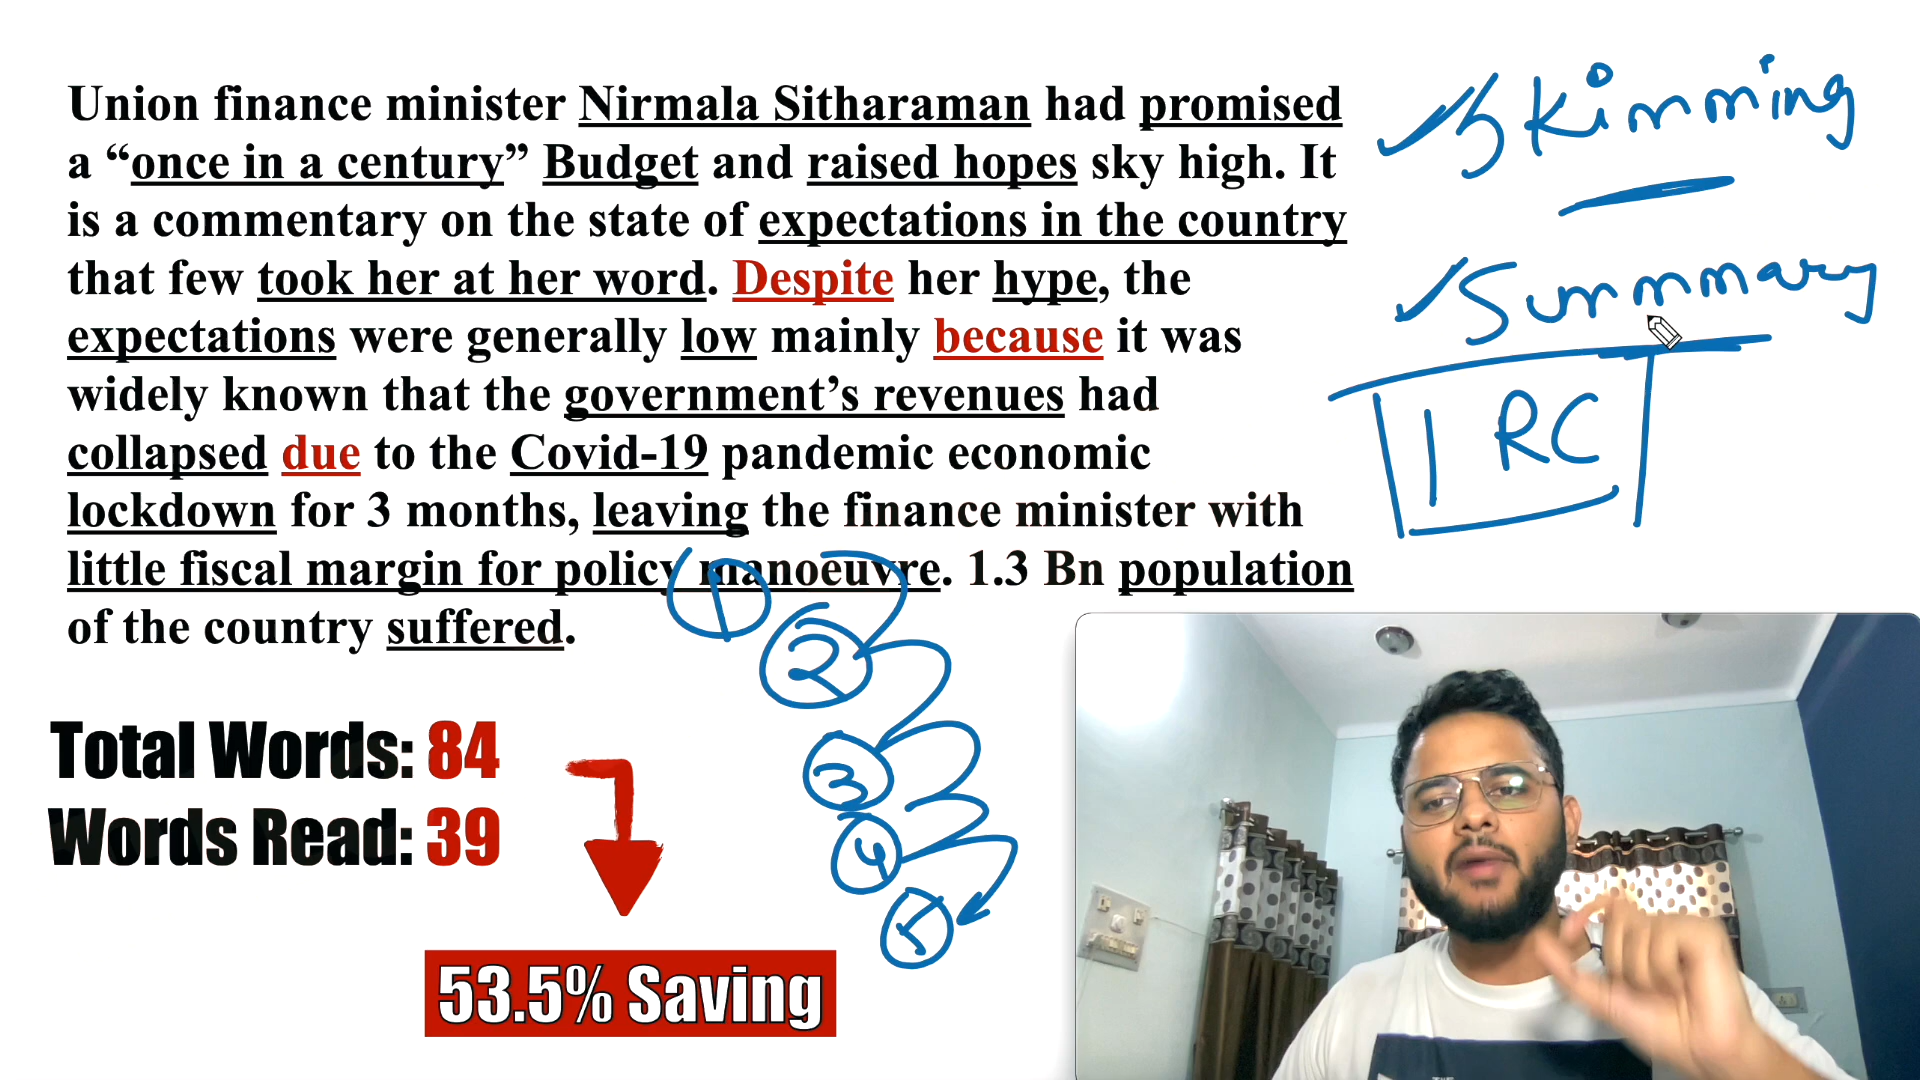 Union finance minister Nirmala Sitharaman had promised
a “once in a century” Budget and raised hopes sky high. It
is a commentary on the state of expectations in the country
that few took her at her word. Despite her hype, the
expectations were generally low mainly because it was
widely known that the government’s revenues had
collapsed due to the Covid-19 pandemic economic
lockdown for 3 months, leaving the finance minister with
little fiscal margin for policy manoeuvre. 1.3 Bn population
of the country suffered.
Skimming
Summary
1 RC
1
2
3
4
5
Total Words: 84
Words Read: 39
53.5% Saving